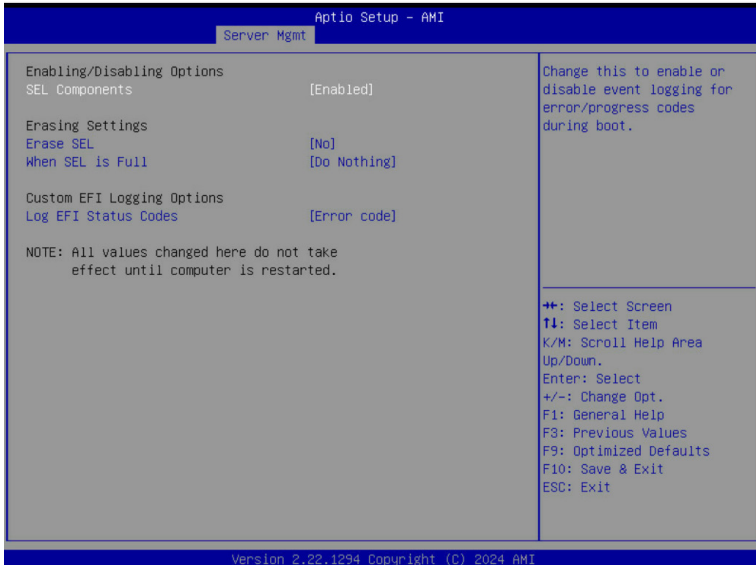 Aptio Setup - AMI
Server Mgmt
Enabling/Disabling Options
SEL Components [Enabled]
Erasing Settings
Erase SEL [No]
When SEL is Full [Do Nothing]
Custom EFI Logging Options
Log EFI Status Codes [Error code]
NOTE: All values changed here do not take
effect until computer is restarted.
Change this to enable or
disable event logging for
error/progress codes
during boot.
→←: Select Screen
↑↓: Select Item
K/M: Scroll Help Area
Up/Down.
Enter: Select
+/-: Change Opt.
F1: General Help
F3: Previous Values
F9: Optimized Defaults
F10: Save & Exit
ESC: Exit
Version 2.22.1294 Copyright (C) 2024 AMI